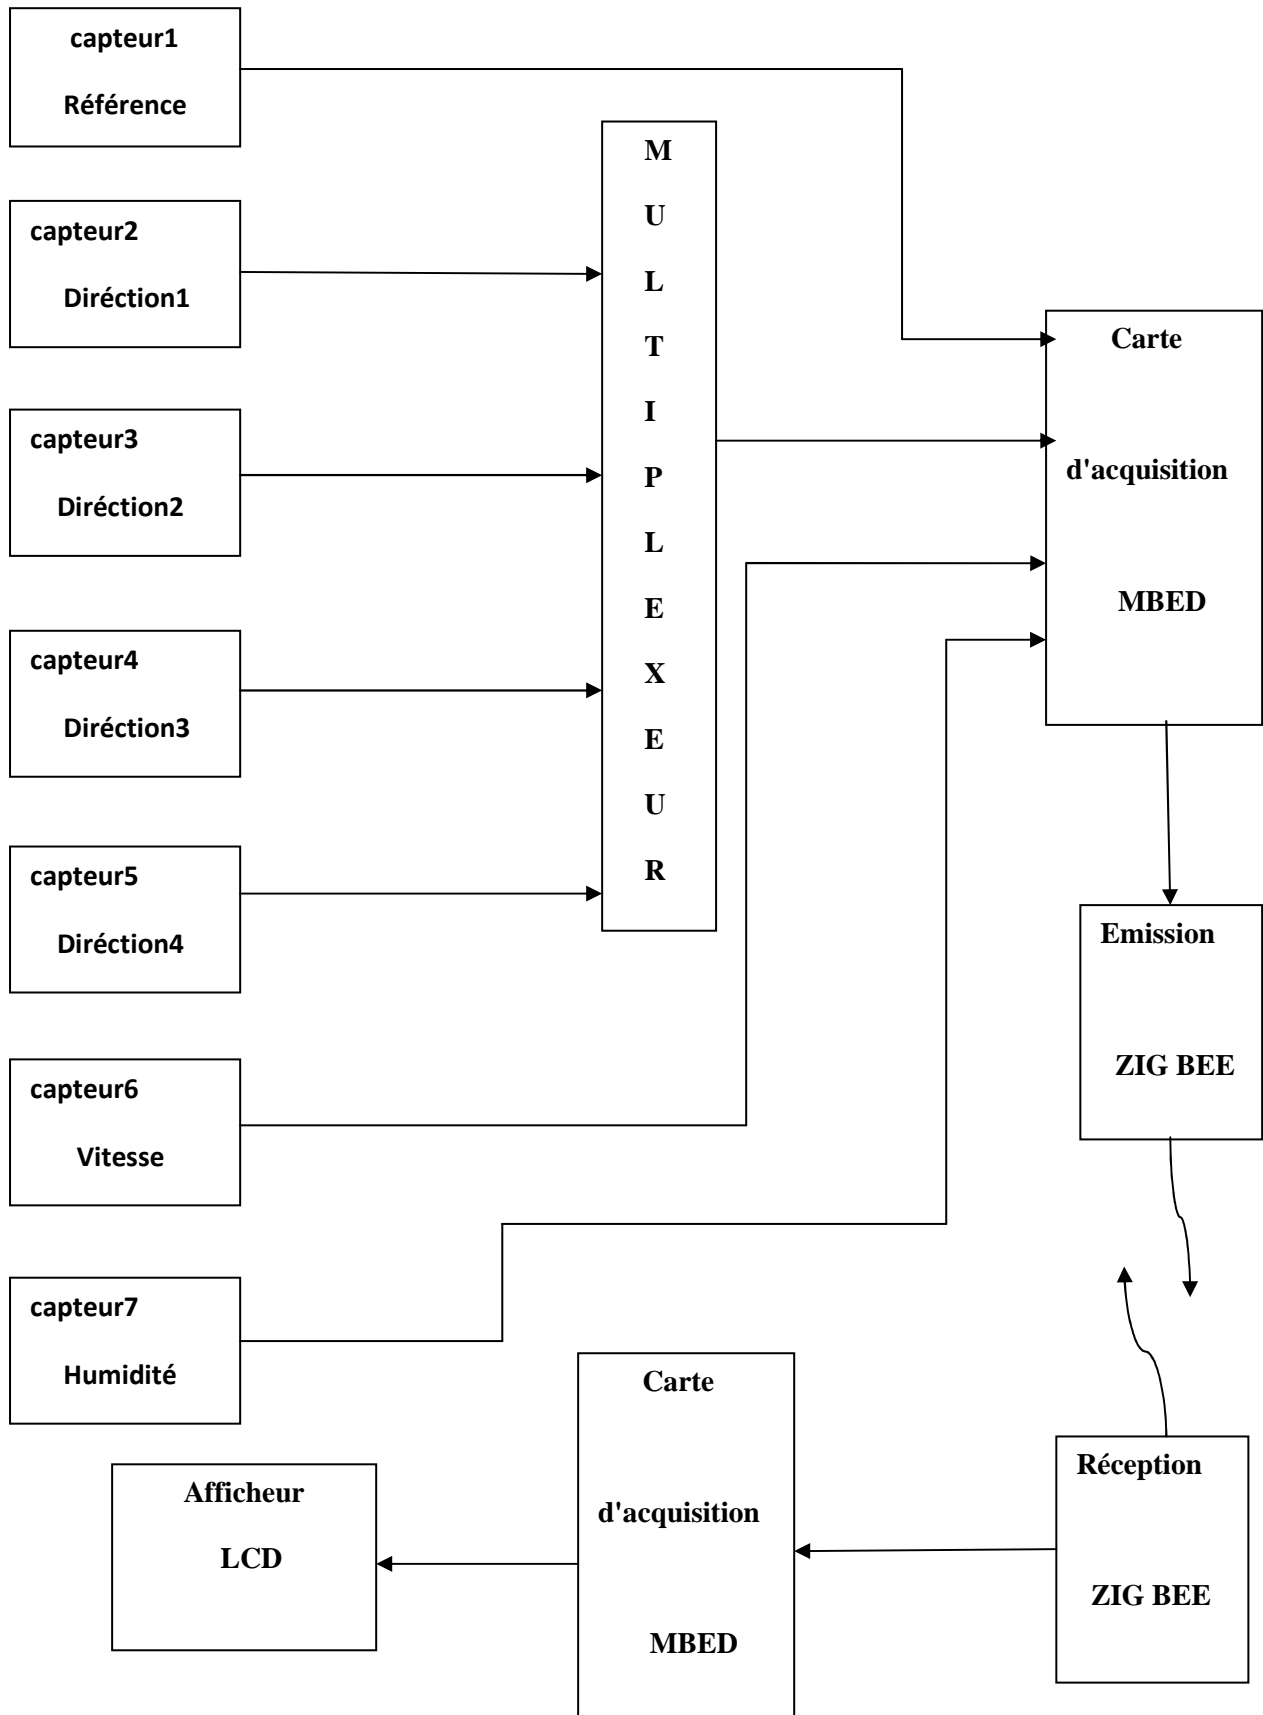 capteur1
Référence
capteur2
Diréction1
capteur3
Diréction2
capteur4
Diréction3
capteur5
Diréction4
capteur6
Vitesse
capteur7
Humidité
M
U
L
T
I
P
L
E
X
E
U
R
Carte
d'acquisition
MBED
Emission
ZIG BEE
Réception
ZIG BEE
Carte
d'acquisition
MBED
Afficheur
LCD